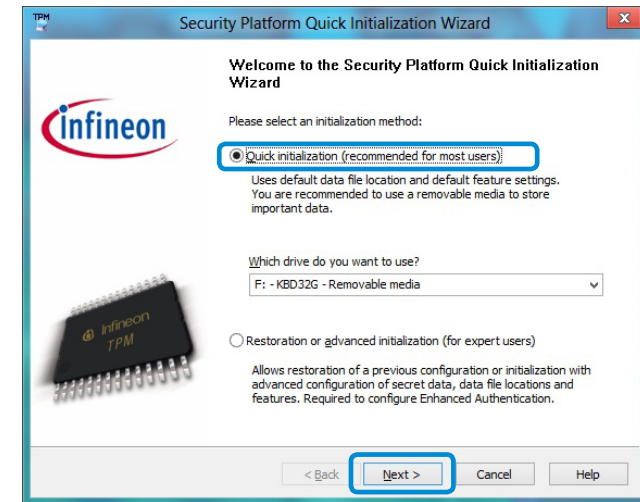 TPM
Security Platform Quick Initialization Wizard
x
Welcome to the Security Platform Quick Initialization
Wizard
infineon
Please select an initialization method:
Quick initialization (recommended for most users)
Uses default data file location and default feature settings.
You are recommended to use a removable media to store
important data.
Which drive do you want to use?
F: - KBD32G - Removable media
Infineon
TPM
Restoration or advanced initialization (for expert users)
Allows restoration of a previous configuration or initialization with
advanced configuration of secret data, data file locations and
features. Required to configure Enhanced Authentication.
< Back
Next >
Cancel
Help